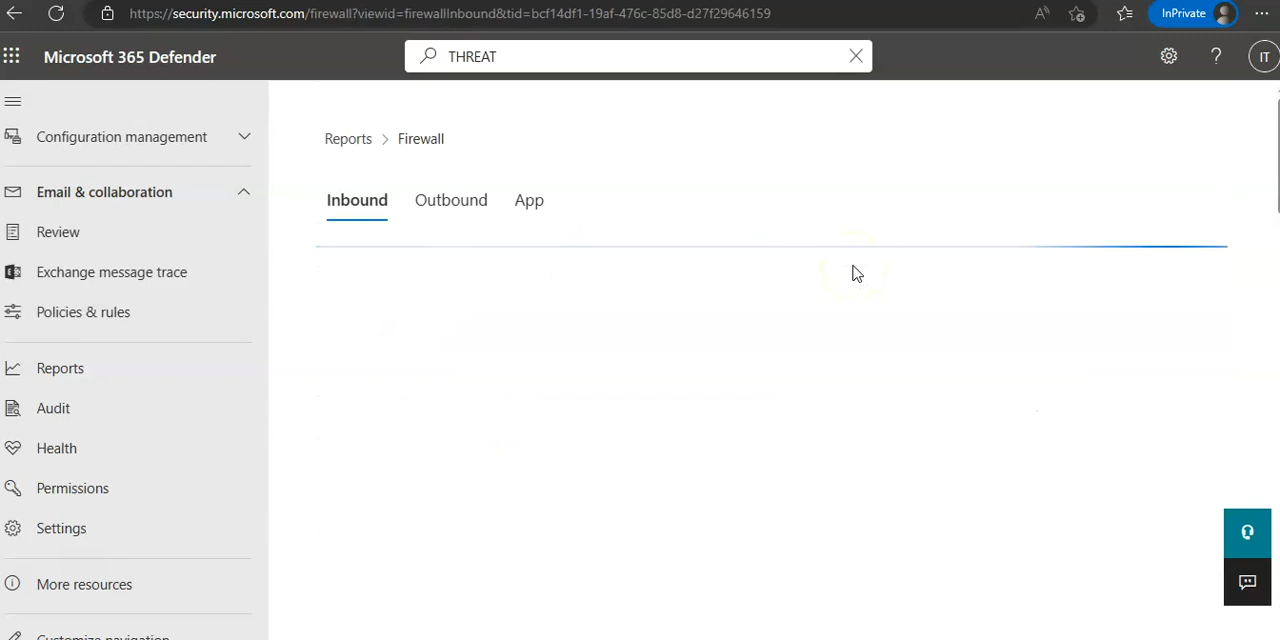 https://security.microsoft.com/firewall?viewid=firewallInbound&tid=bcf14df1-19af-476c-85d8-d27f29646159
InPrivate
Microsoft 365 Defender
THREAT
IT
Configuration management
Reports > Firewall
Email & collaboration
Inbound Outbound App
Review
Exchange message trace
Policies & rules
Reports
Audit
Health
Permissions
Settings
More resources
Customize navigation